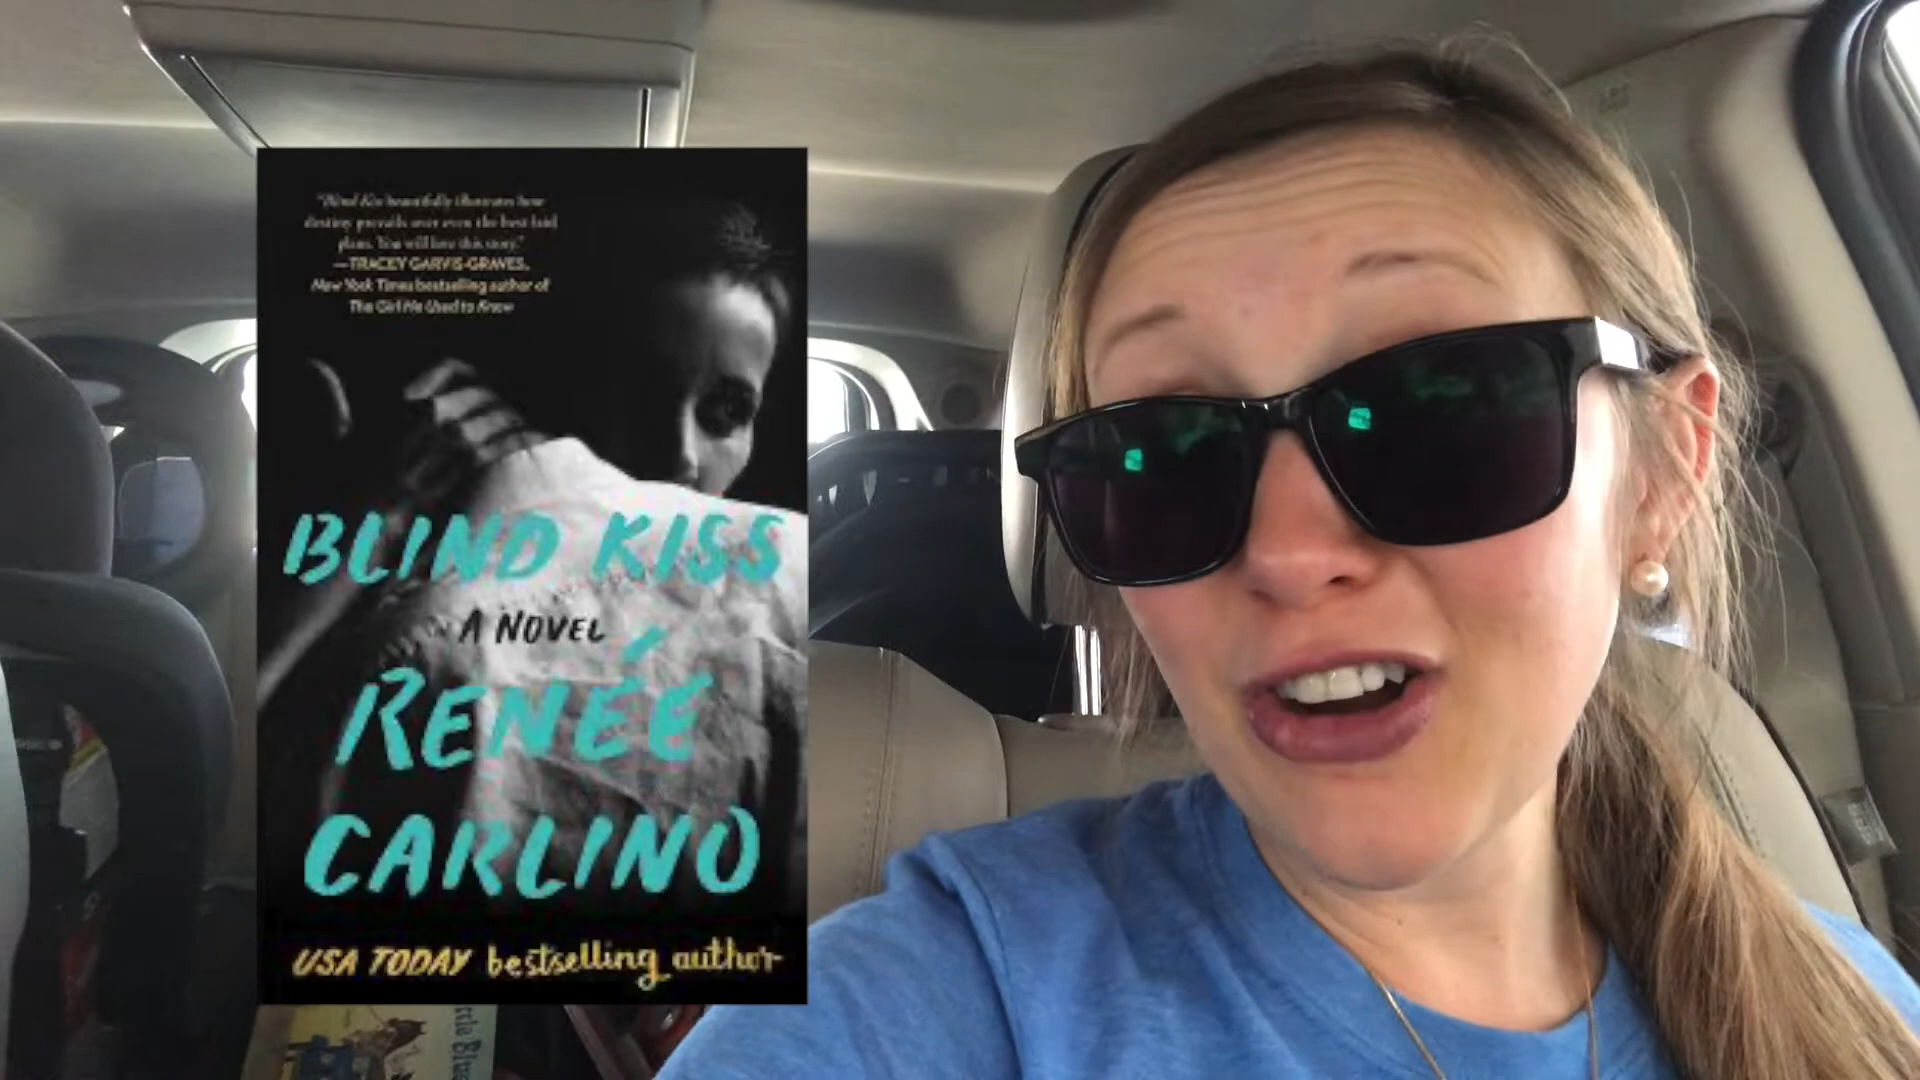 "Blind Kiss beautifully illustrates how
destiny prevails over even the best laid
plans. You will love this story."
—TRACEY GARVIS-GRAVES,
New York Times bestselling author of
The Girl He Used to Know
BLIND KISS
A NOVEL
RENÉE
CARLINO
USA TODAY bestselling author
ttle Blue